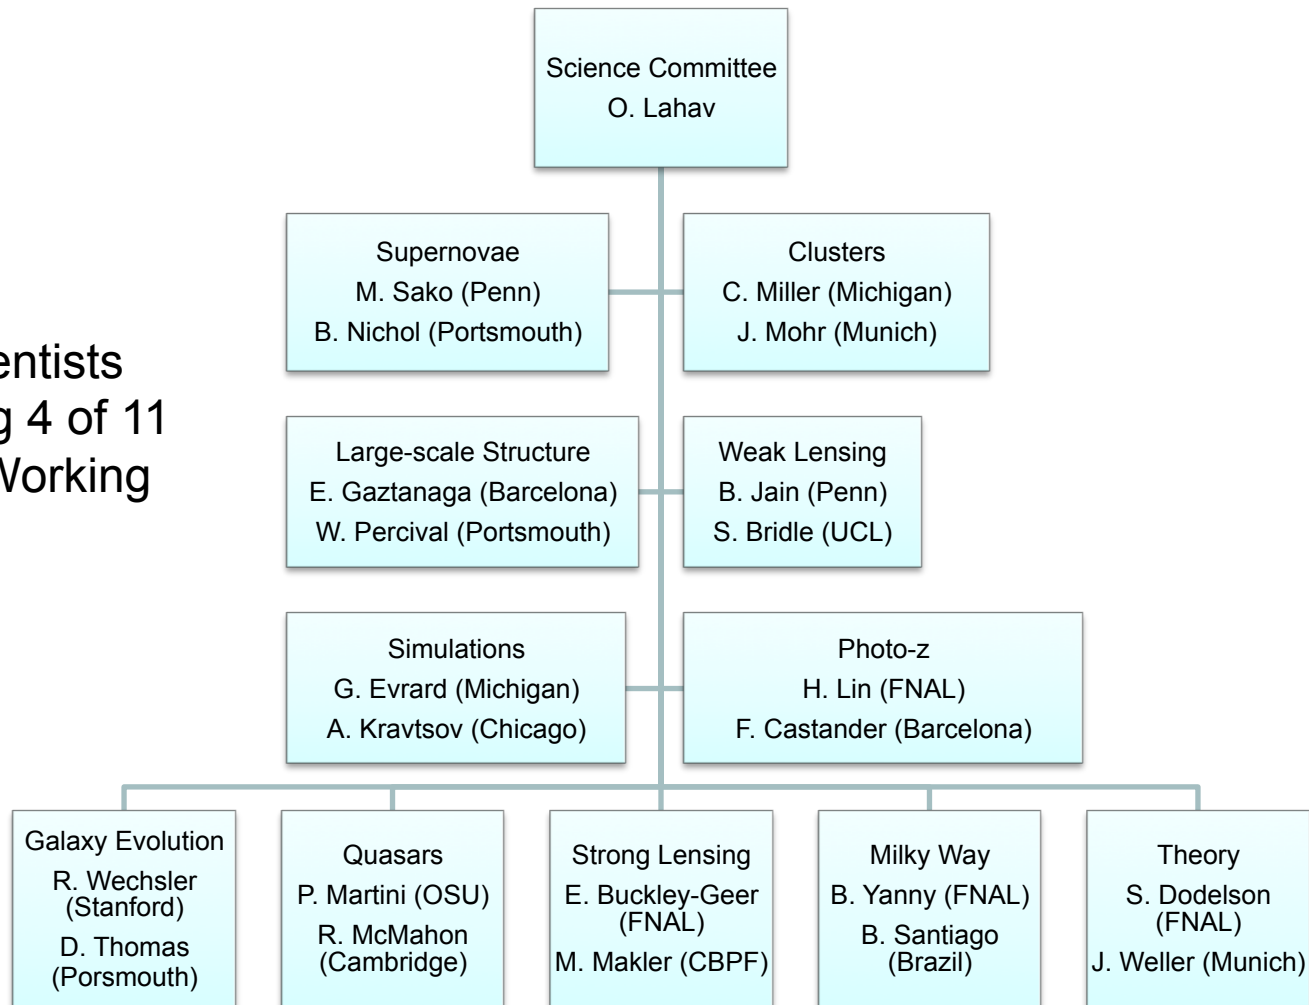 Science Committee
O. Lahav
Supernovae
M. Sako (Penn)
B. Nichol (Portsmouth)
Clusters
C. Miller (Michigan)
J. Mohr (Munich)
entists
g 4 of 11
Working
Large-scale Structure
E. Gaztanaga (Barcelona)
W. Percival (Portsmouth)
Weak Lensing
B. Jain (Penn)
S. Bridle (UCL)
Simulations
G. Evrard (Michigan)
A. Kravtsov (Chicago)
Photo-z
H. Lin (FNAL)
F. Castander (Barcelona)
Galaxy Evolution
R. Wechsler
(Stanford)
D. Thomas
(Porsmouth)
Quasars
P. Martini (OSU)
R. McMahon
(Cambridge)
Strong Lensing
E. Buckley-Geer
(FNAL)
M. Makler (CBPF)
Milky Way
B. Yanny (FNAL)
B. Santiago
(Brazil)
Theory
S. Dodelson
(FNAL)
J. Weller (Munich)